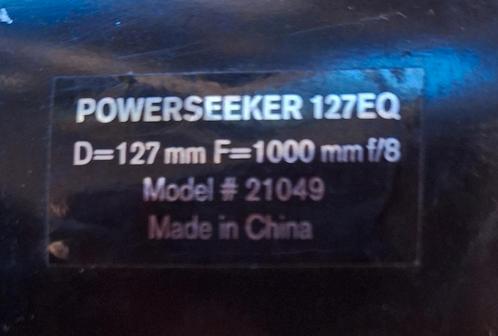 POWERSEEKER 127EQ
D=127 mm F=1000 mm f/8
Model # 21049
Made in China